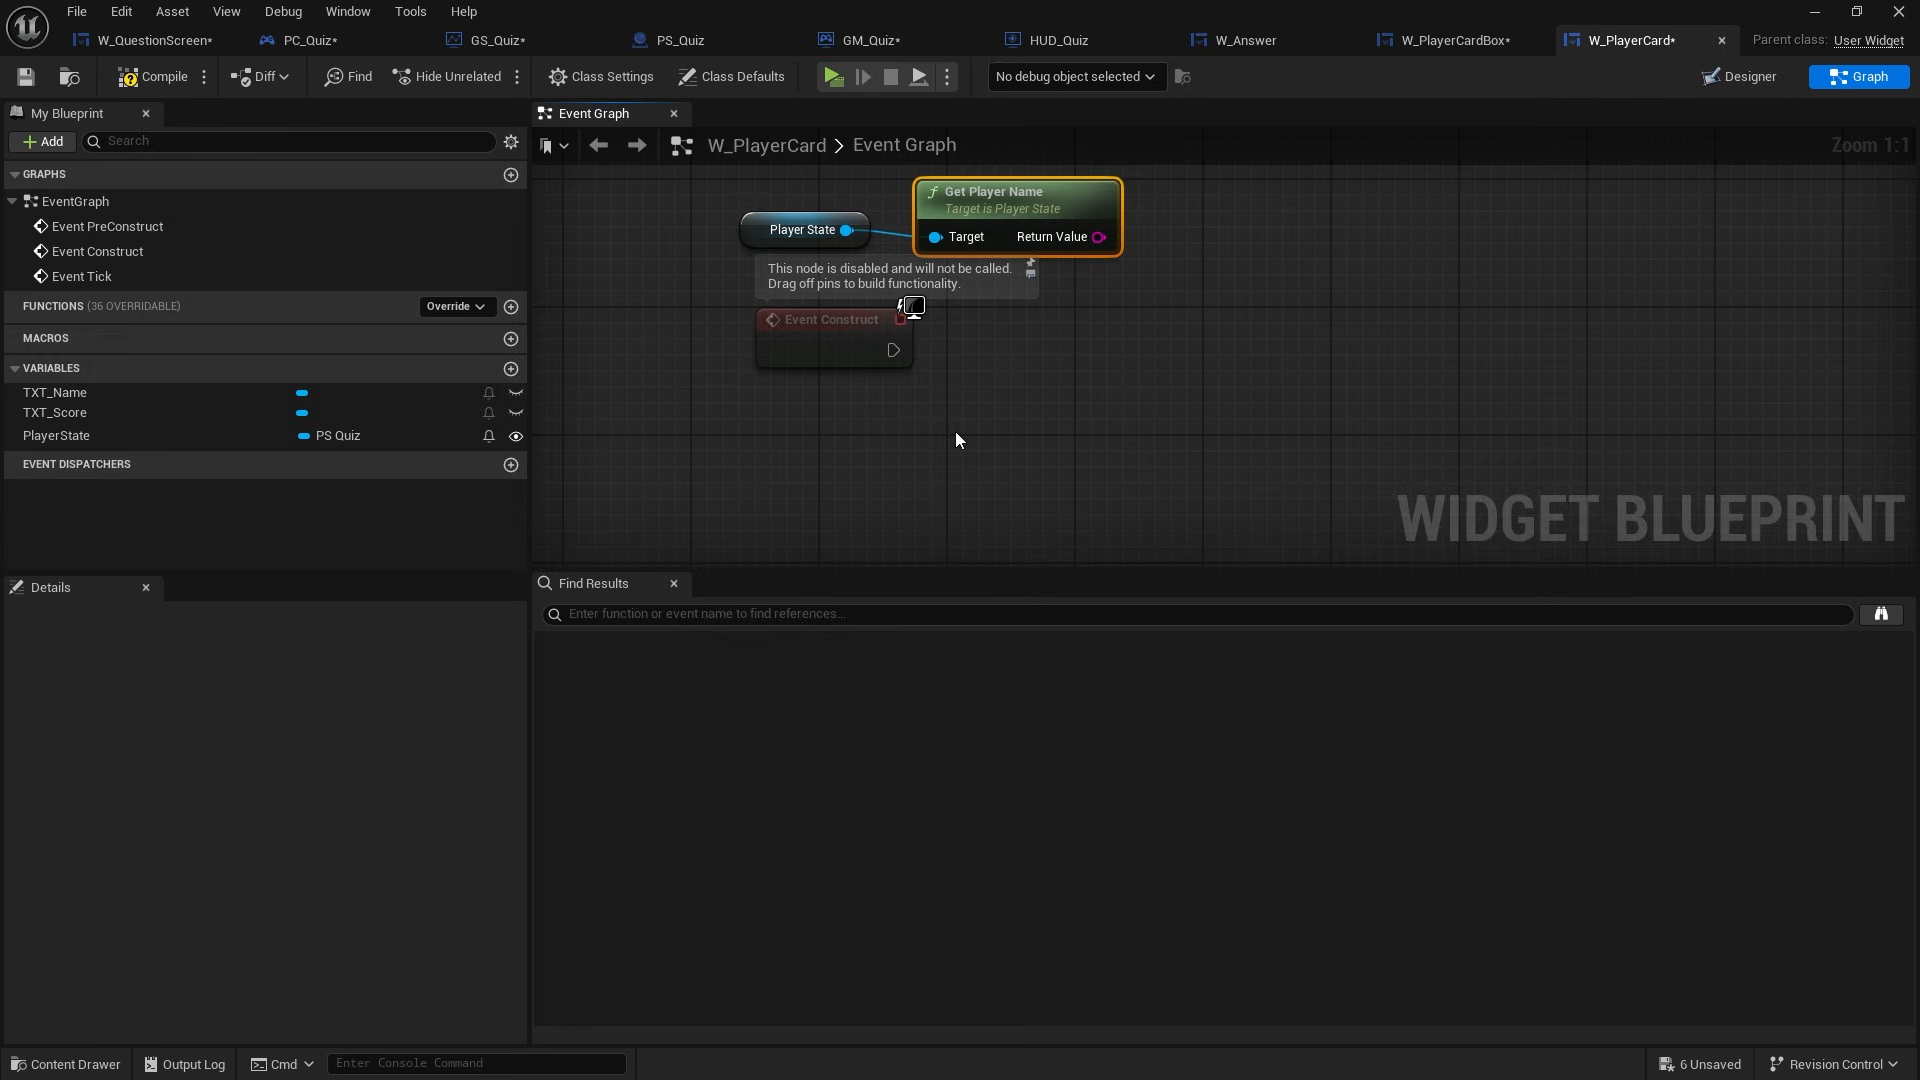 File Edit Asset View Debug Window Tools Help
W_QuestionScreen* PC_Quiz* GS_Quiz* PS_Quiz GM_Quiz* HUD_Quiz W_Answer W_PlayerCardBox* W_PlayerCard* Parent class: User Widget
Compile Diff Find Hide Unrelated Class Settings Class Defaults No debug object selected Designer Graph
My Blueprint
Add Search
GRAPHS
EventGraph
Event PreConstruct
Event Construct
Event Tick
FUNCTIONS (36 OVERRIDABLE) Override
MACROS
VARIABLES
TXT_Name
TXT_Score
PlayerState PS Quiz
EVENT DISPATCHERS
Details
Event Graph
W_PlayerCard > Event Graph Zoom 1:1
Get Player Name
Target is Player State
Player State
Target Return Value
This node is disabled and will not be called.
Drag off pins to build functionality.
Event Construct
WIDGET BLUEPRINT
Find Results
Enter function or event name to find references...
Content Drawer Output Log Cmd Enter Console Command 6 Unsaved Revision Control